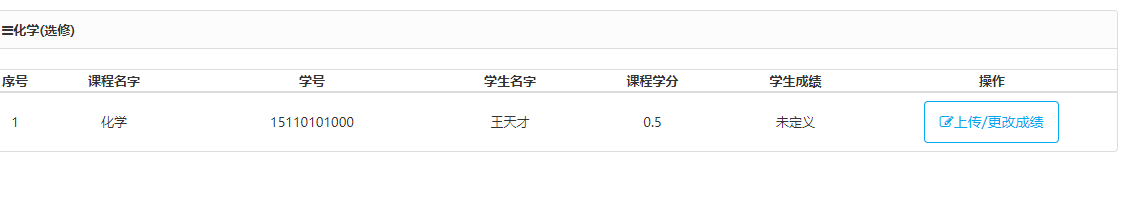 化学(选修)
序号 课程名字 学号 学生名字 课程学分 学生成绩 操作
1 化学 15110101000 王天才 0.5 未定义 上传/更改成绩